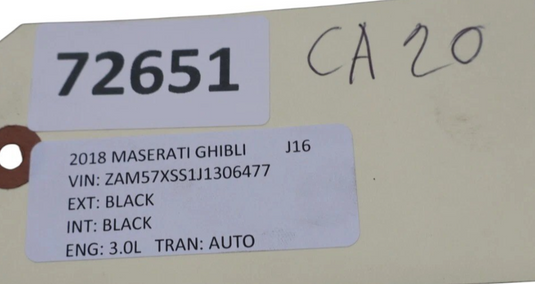 72651
CA 20
2018 MASERATI GHIBLI J16
VIN: ZAM57XSS1J1306477
EXT: BLACK
INT: BLACK
ENG: 3.0L TRAN: AUTO